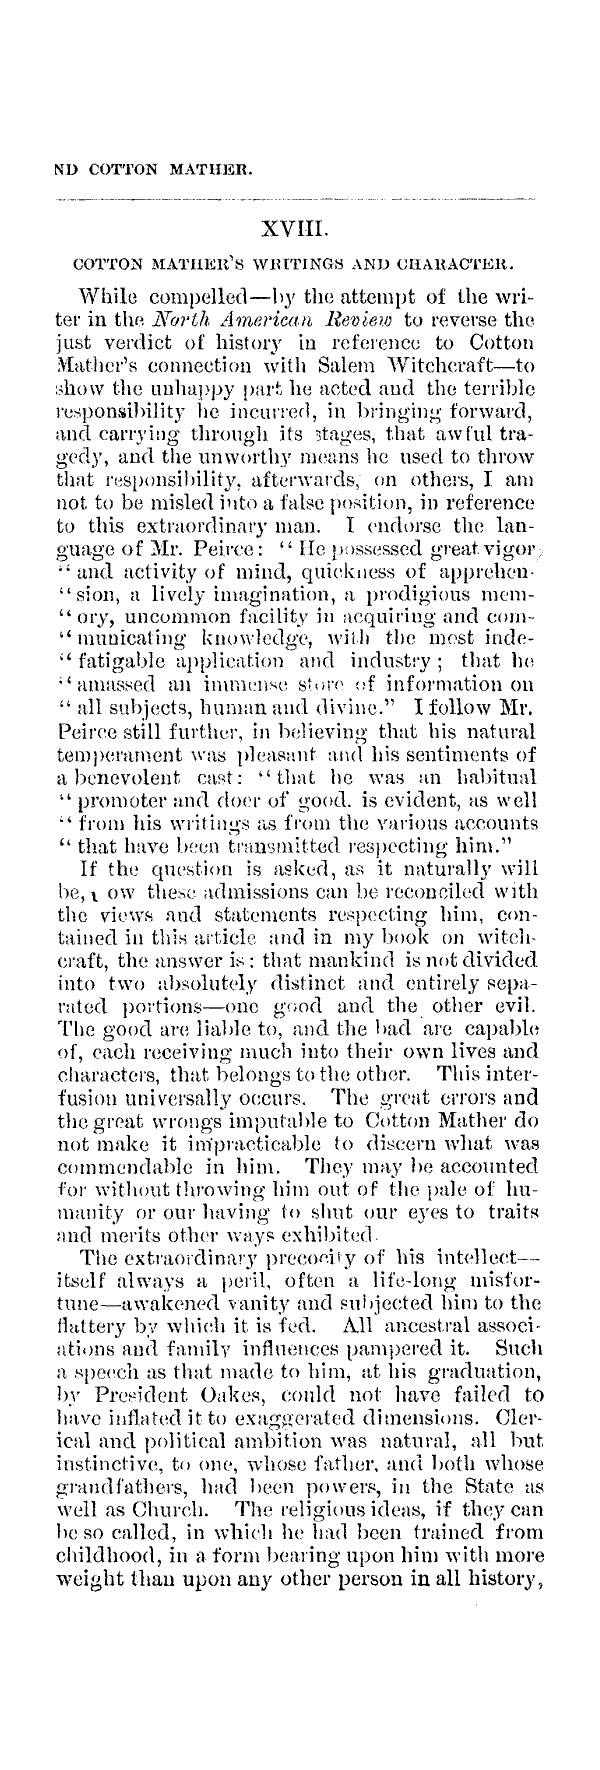 ND COTTON MATHER.
XVIII.
COTTON MATHER'S WRITINGS AND CHARACTER.
While compelled—by the attempt of the wri-
ter in the North American Review to reverse the
just verdict of history in reference to Cotton
Mather's connection with Salem Witchcraft—to
show the unhappy part he acted and the terrible
responsibility he incurred, in bringing forward,
and carrying through its stages, that awful tra-
gedy, and the unworthy means he used to throw
that responsibility, afterwards, on others, I am
not to be misled into a false position, in reference
to this extraordinary man. I endorse the lan-
guage of Mr. Peirce: "He possessed great vigor
"and activity of mind, quickness of apprehen-
"sion, a lively imagination, a prodigious mem-
"ory, uncommon facility in acquiring and com-
"municating knowledge, with the most inde-
"fatigable application and industry; that he
"amassed an immense store of information on
"all subjects, human and divine." I follow Mr.
Peirce still further, in believing that his natural
temperament was pleasant and his sentiments of
a benevolent cast: "that he was an habitual
"promoter and doer of good. is evident, as well
"from his writings as from the various accounts
"that have been transmitted respecting him."
If the question is asked, as it naturally will
be, ow these admissions can be reconciled with
the views and statements respecting him, con-
tained in this article and in my book on witch-
craft, the answer is: that mankind is not divided
into two absolutely distinct and entirely sepa-
rated portions—one good and the other evil.
The good are liable to, and the bad are capable
of, each receiving much into their own lives and
characters, that belongs to the other. This inter-
fusion universally occurs. The great errors and
the great wrongs imputable to Cotton Mather do
not make it impracticable to discern what was
commendable in him. They may be accounted
for without throwing him out of the pale of hu-
manity or our having to shut our eyes to traits
and merits other ways exhibited.
The extraordinary precocity of his intellect—
itself always a peril, often a life-long misfor-
tune—awakened vanity and subjected him to the
flattery by which it is fed. All ancestral associ-
ations and family influences pampered it. Such
a speech as that made to him, at his graduation,
by President Oakes, could not have failed to
have inflated it to exaggerated dimensions. Cler-
ical and political ambition was natural, all but
instinctive, to one, whose father, and both whose
grandfathers, had been powers, in the State as
well as Church. The religious ideas, if they can
be so called, in which he had been trained from
childhood, in a form bearing upon him with more
weight than upon any other person in all history,